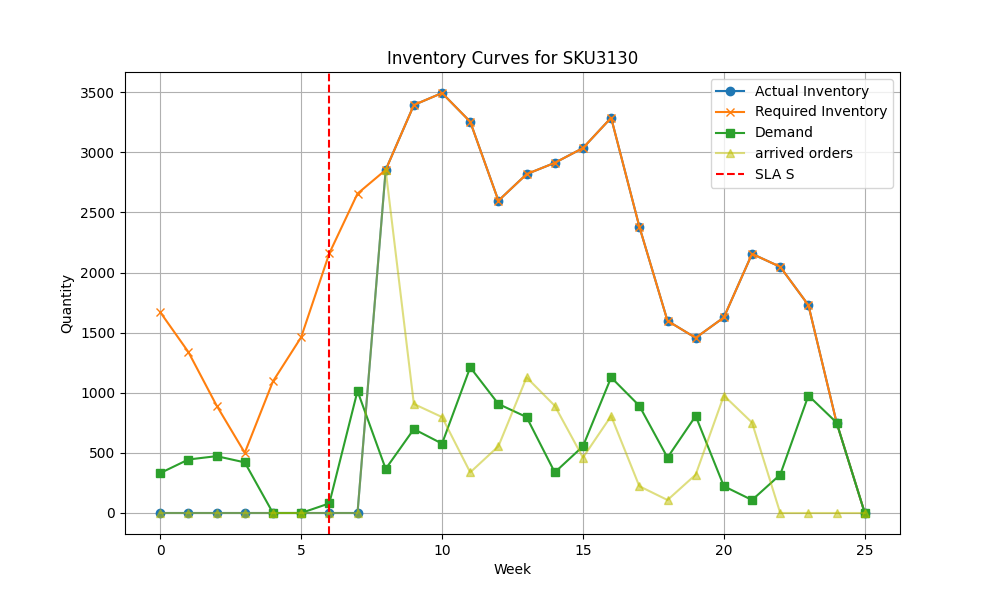 Inventory Curves for SKU3130
Actual Inventory
Required Inventory
Demand
arrived orders
SLA S
3500
3000
2500
2000
1500
1000
500
0
Quantity
0 5 10 15 20 25
Week